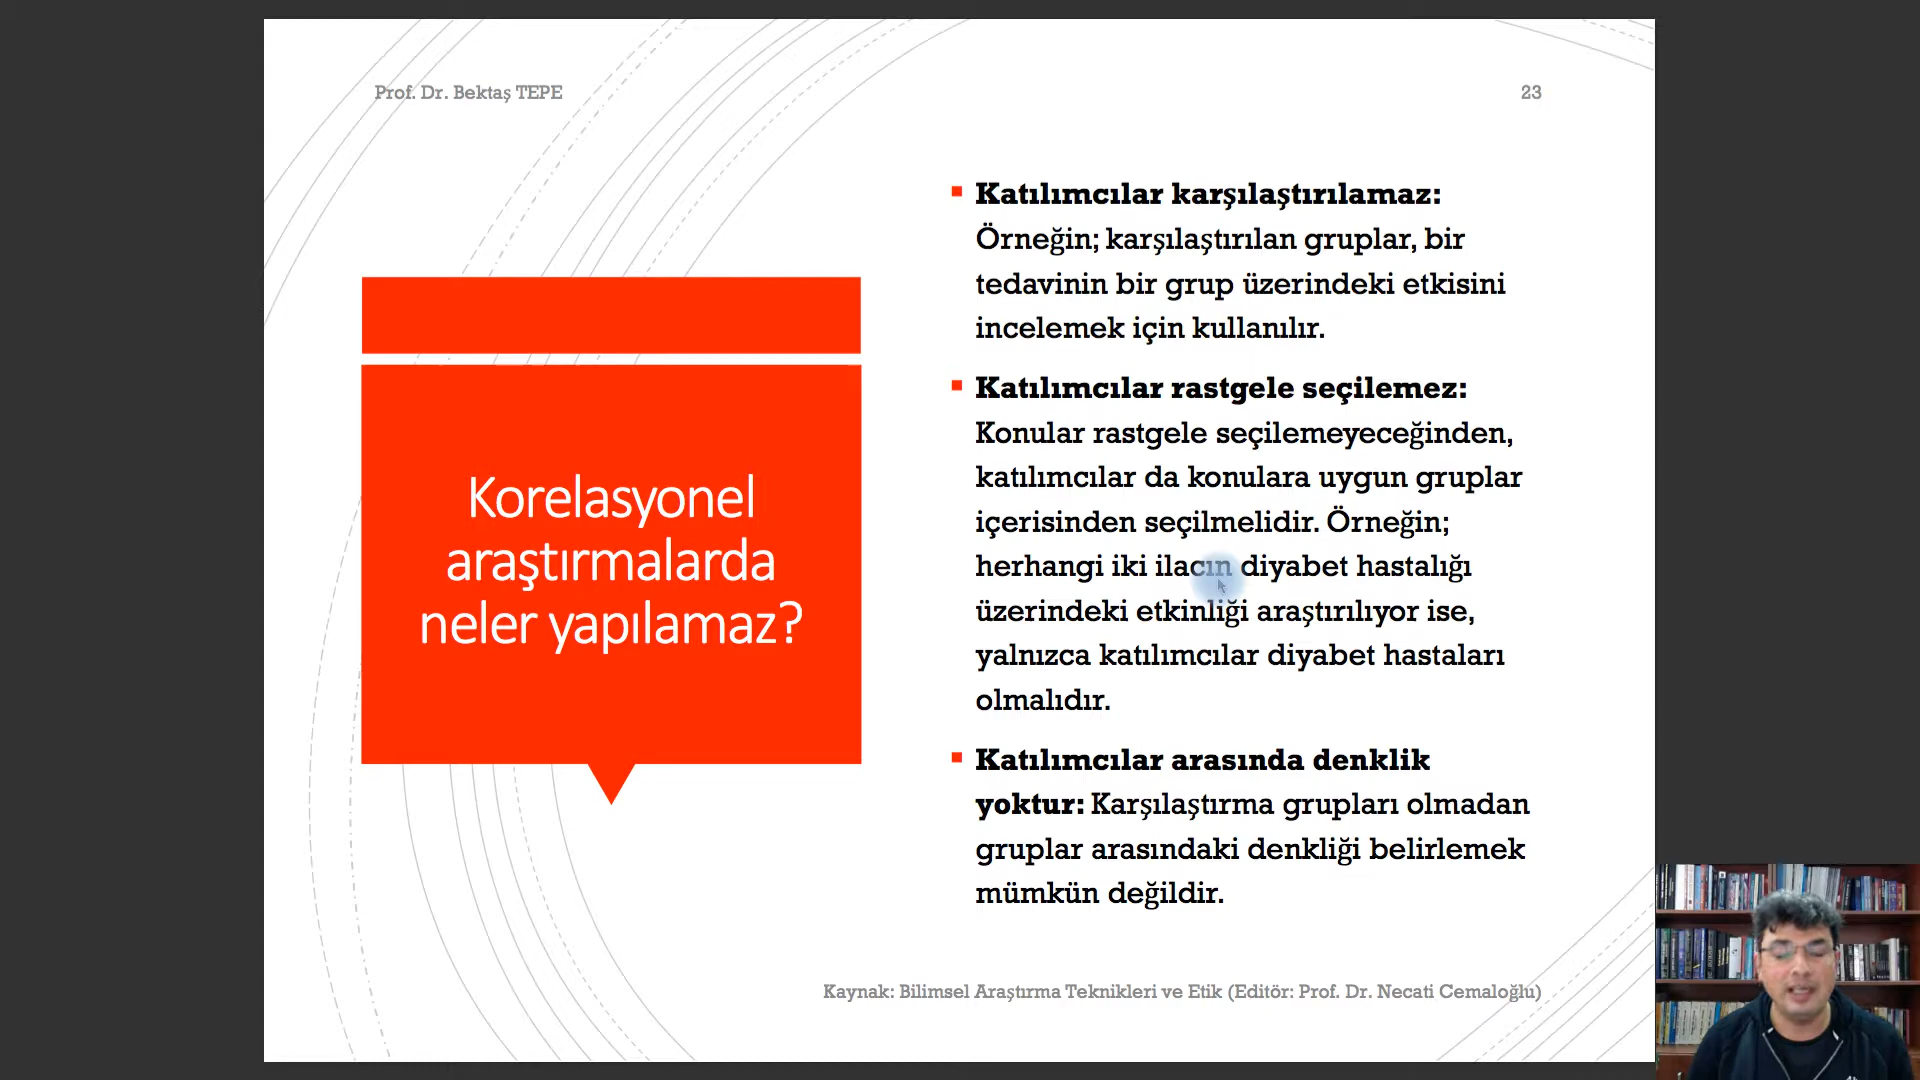 Prof. Dr. Bektaş TEPE
23
Korelasyonel
araştırmalarda
neler yapılamaz?
Katılımcılar karşılaştırılamaz:
Örneğin; karşılaştırılan gruplar, bir
tedavinin bir grup üzerindeki etkisini
incelemek için kullanılır.
Katılımcılar rastgele seçilemez:
Konular rastgele seçilemeyeceğinden,
katılımcılar da konulara uygun gruplar
içerisinden seçilmelidir. Örneğin;
herhangi iki ilacın diyabet hastalığı
üzerindeki etkinliği araştırılıyor ise,
yalnızca katılımcılar diyabet hastaları
olmalıdır.
Katılımcılar arasında denklik
yoktur: Karşılaştırma grupları olmadan
gruplar arasındaki denkliği belirlemek
mümkün değildir.
Kaynak: Bilimsel Araştırma Teknikleri ve Etik (Editör: Prof. Dr. Necati Cemaloğlu)